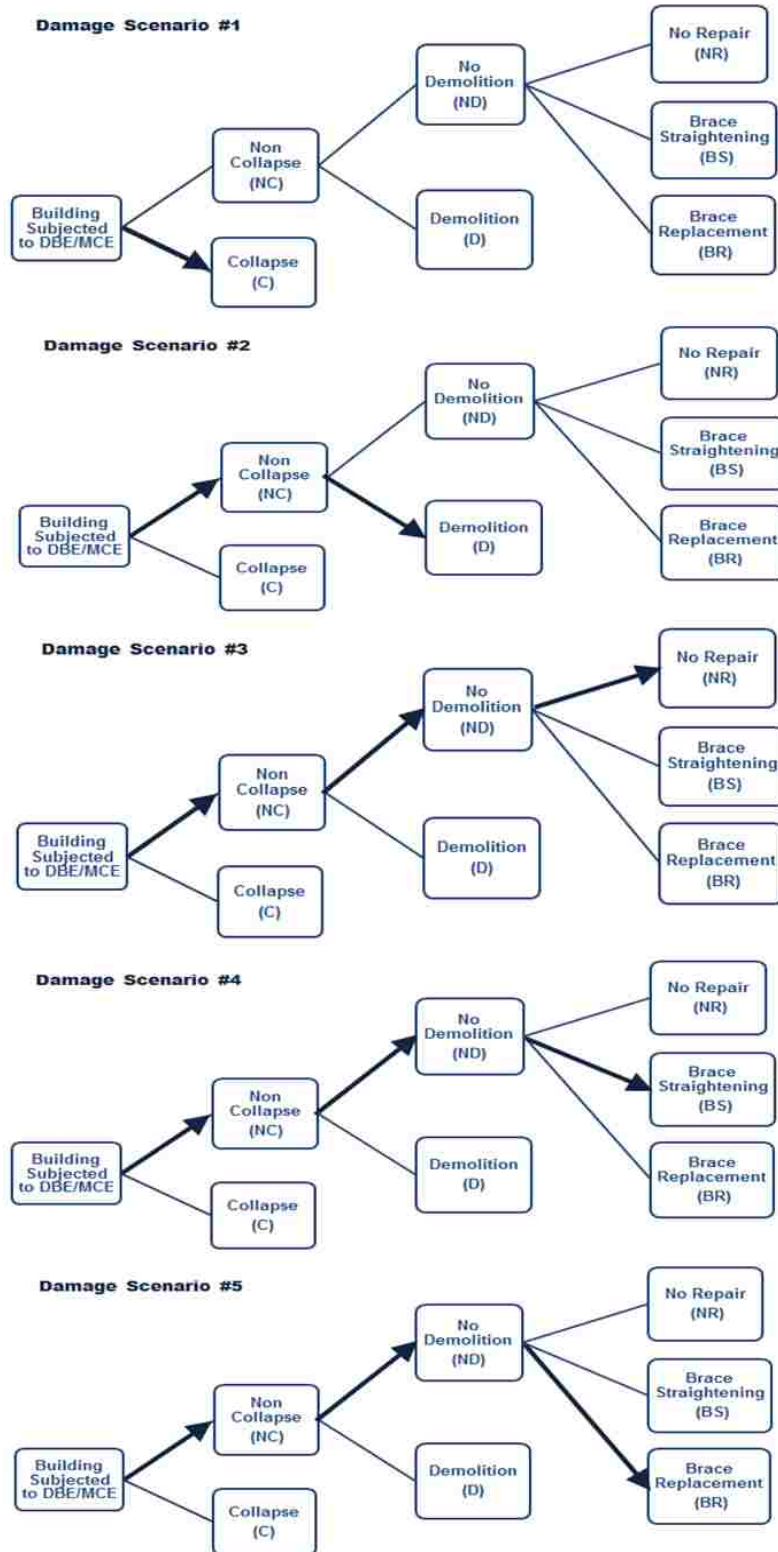 Damage Scenario #1
No Repair
(NR)
No
Demolition
(ND)
Brace
Straightening
(BS)
Non
Collapse
(NC)
Building
Subjected
to DBE/MCE
Demolition
(D)
Brace
Replacement
(BR)
Collapse
(C)
Damage Scenario #2
No Repair
(NR)
No
Demolition
(ND)
Brace
Straightening
(BS)
Non
Collapse
(NC)
Building
Subjected
to DBE/MCE
Demolition
(D)
Brace
Replacement
(BR)
Collapse
(C)
Damage Scenario #3
No Repair
(NR)
No
Demolition
(ND)
Brace
Straightening
(BS)
Non
Collapse
(NC)
Building
Subjected
to DBE/MCE
Demolition
(D)
Brace
Replacement
(BR)
Collapse
(C)
Damage Scenario #4
No Repair
(NR)
No
Demolition
(ND)
Brace
Straightening
(BS)
Non
Collapse
(NC)
Building
Subjected
to DBE/MCE
Demolition
(D)
Brace
Replacement
(BR)
Collapse
(C)
Damage Scenario #5
No Repair
(NR)
No
Demolition
(ND)
Brace
Straightening
(BS)
Non
Collapse
(NC)
Building
Subjected
to DBE/MCE
Demolition
(D)
Brace
Replacement
(BR)
Collapse
(C)